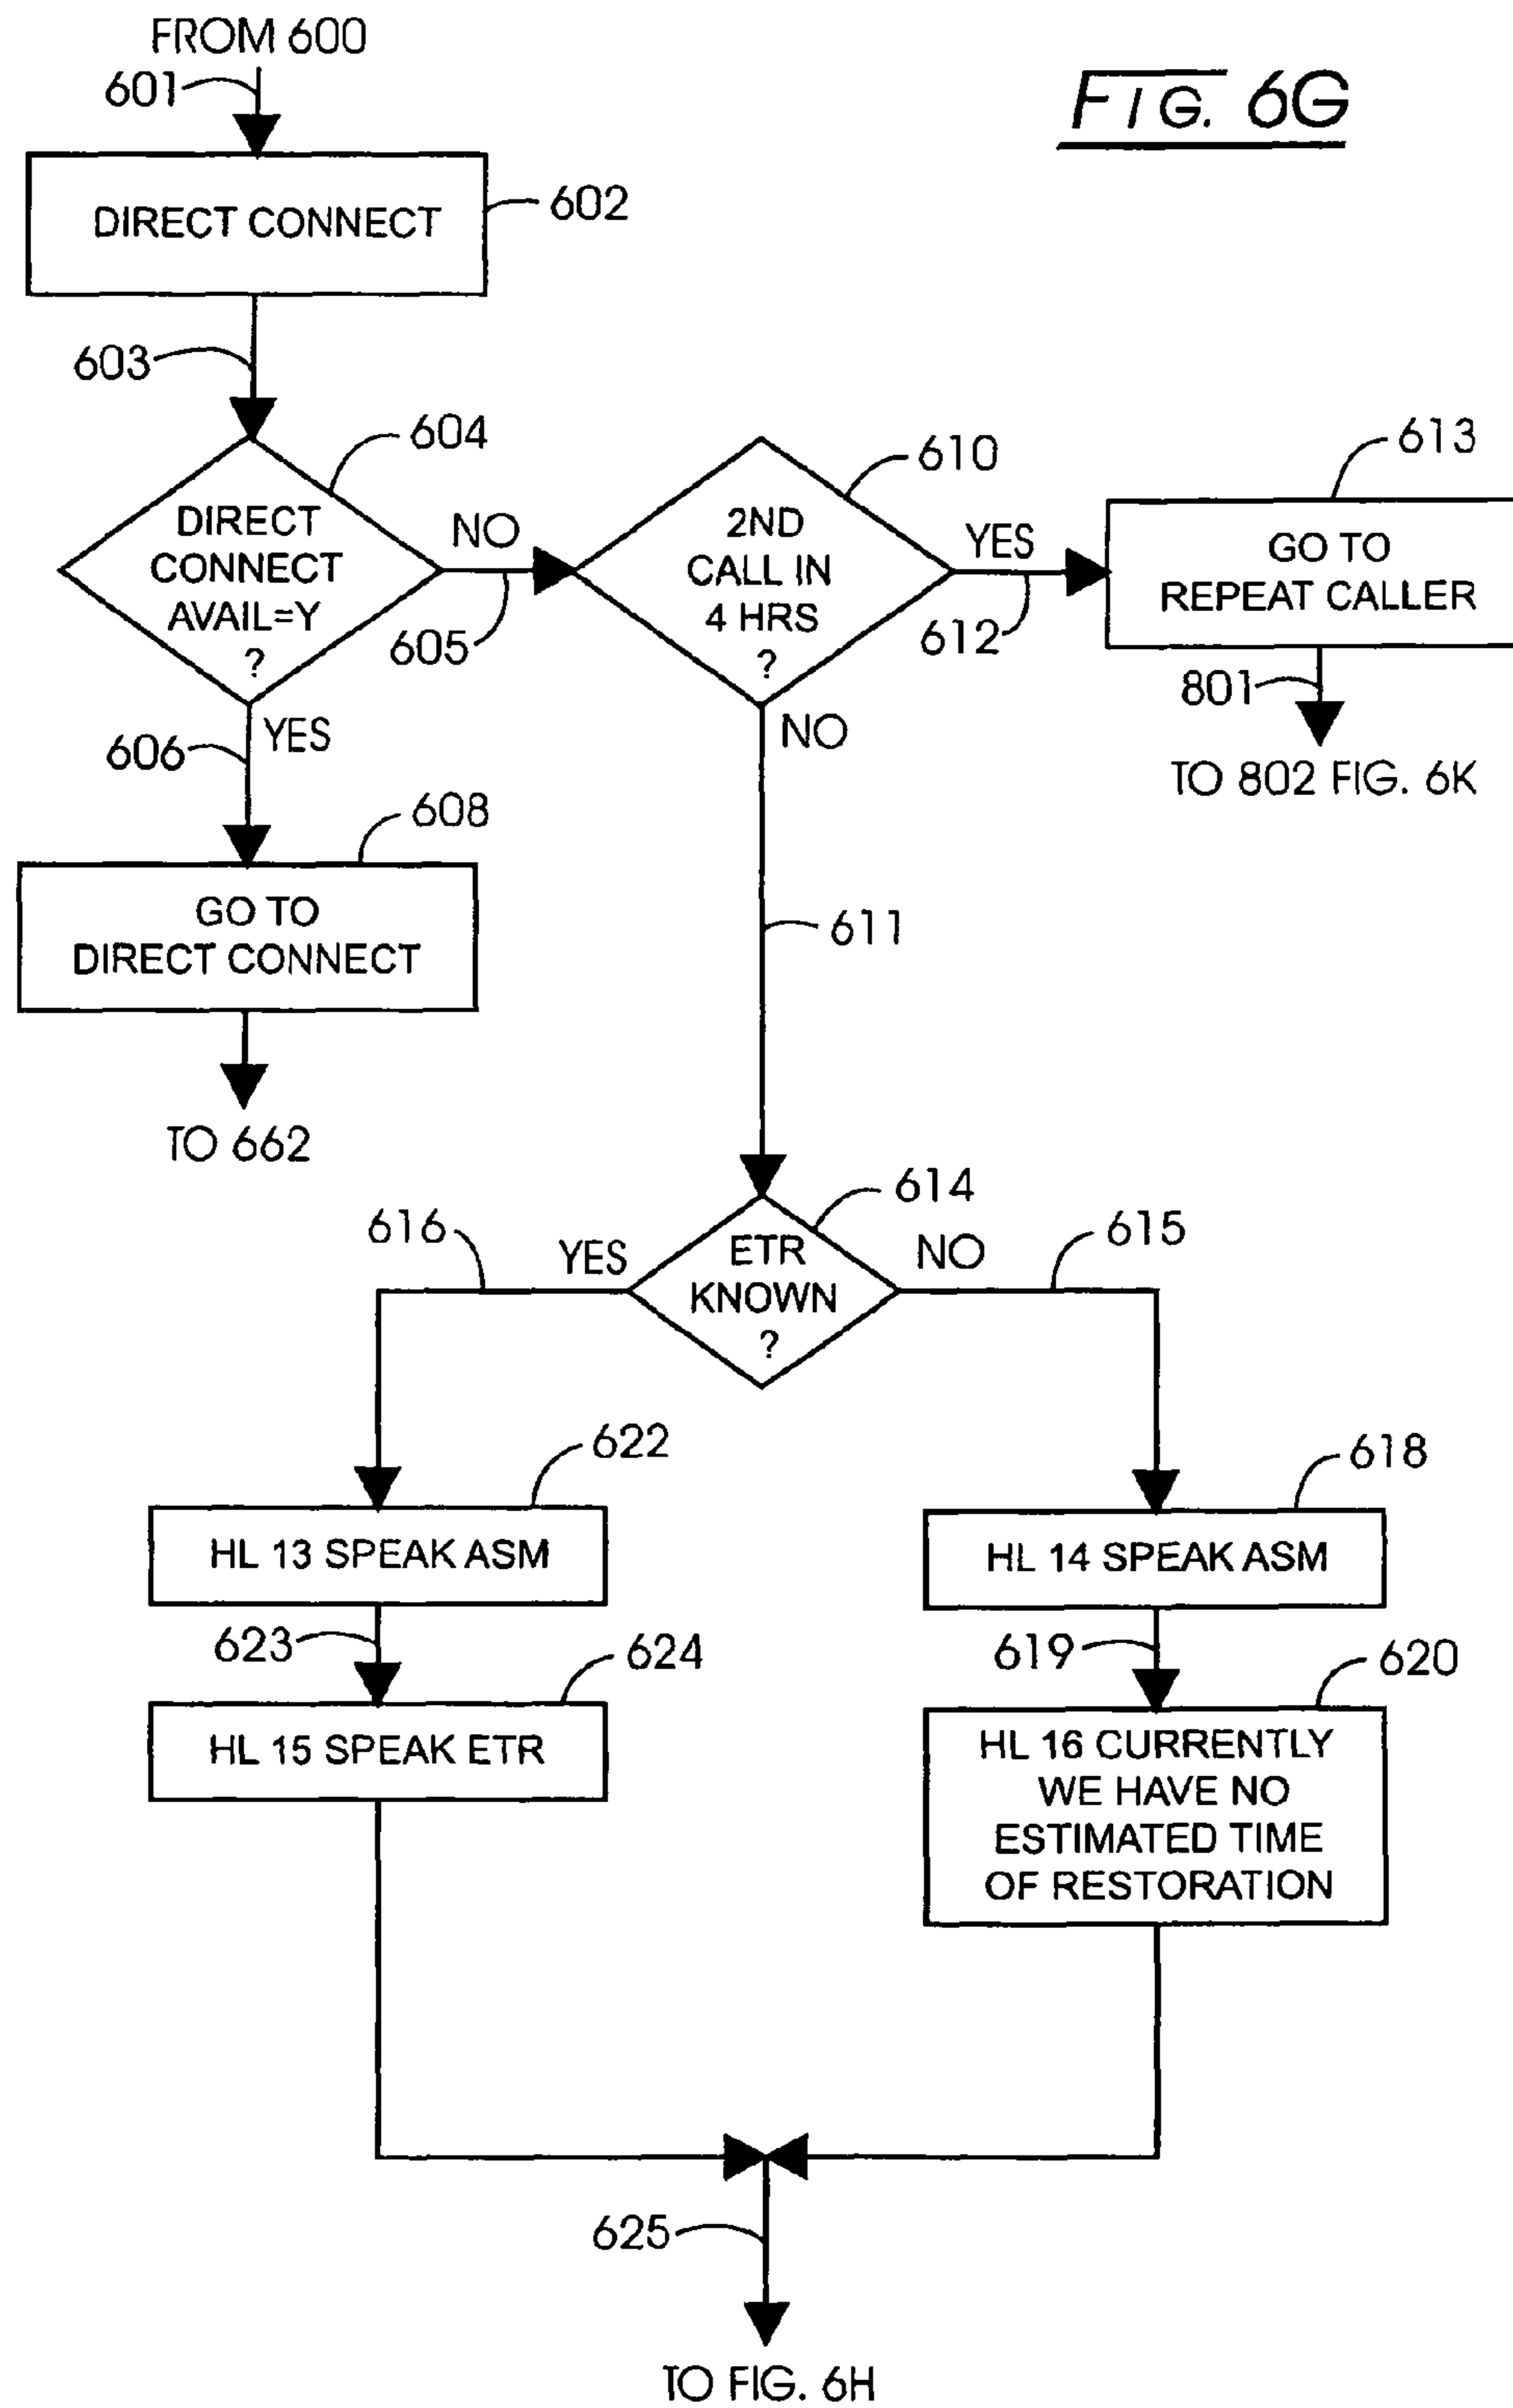 FROM 600
601
FIG. 6G
DIRECT CONNECT
602
603
604
DIRECT
CONNECT
AVAIL=Y
?
NO
605
610
2ND
CALL IN
4 HRS
?
YES
612
613
GO TO
REPEAT CALLER
801
TO 802 FIG. 6K
606
YES
608
GO TO
DIRECT CONNECT
TO 662
NO
611
614
ETR
KNOWN
?
616
YES
NO
615
622
HL 13 SPEAK ASM
618
HL 14 SPEAK ASM
623
624
HL 15 SPEAK ETR
619
620
HL 16 CURRENTLY
WE HAVE NO
ESTIMATED TIME
OF RESTORATION
625
TO FIG. 6H